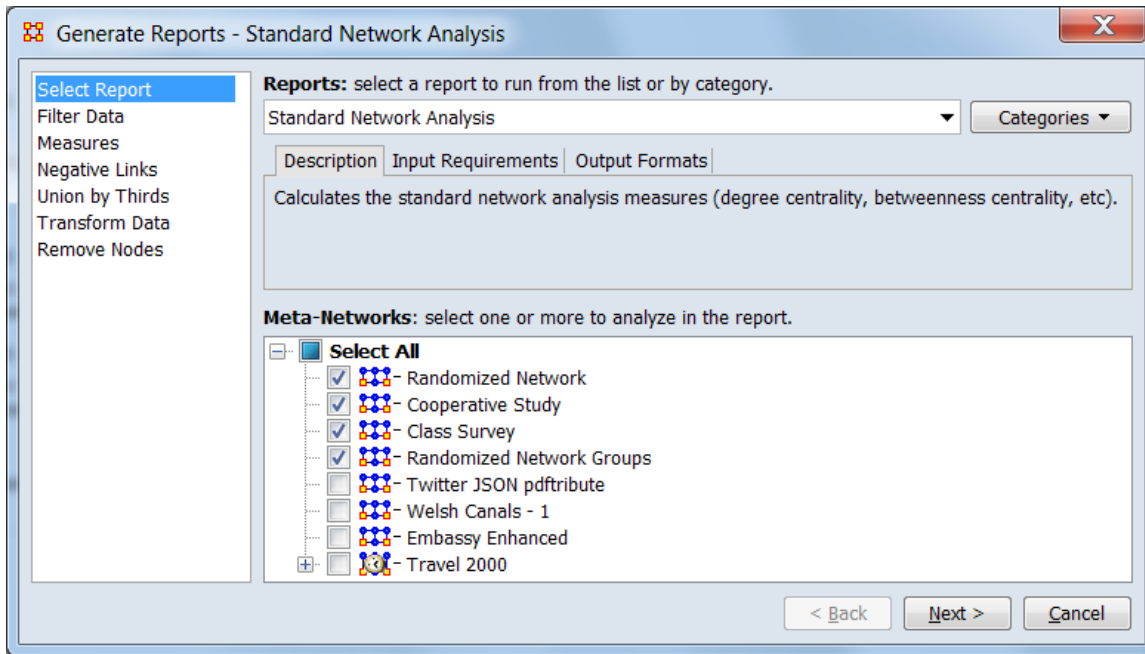 Generate Reports - Standard Network Analysis
Select Report
Filter Data
Measures
Negative Links
Union by Thirds
Transform Data
Remove Nodes
Reports: select a report to run from the list or by category.
Standard Network Analysis
Categories
Description Input Requirements Output Formats
Calculates the standard network analysis measures (degree centrality, betweenness centrality, etc).
Meta-Networks: select one or more to analyze in the report.
Select All
- Randomized Network
- Cooperative Study
- Class Survey
- Randomized Network Groups
- Twitter JSON pdftribute
- Welsh Canals - 1
- Embassy Enhanced
- Travel 2000
< Back Next > Cancel